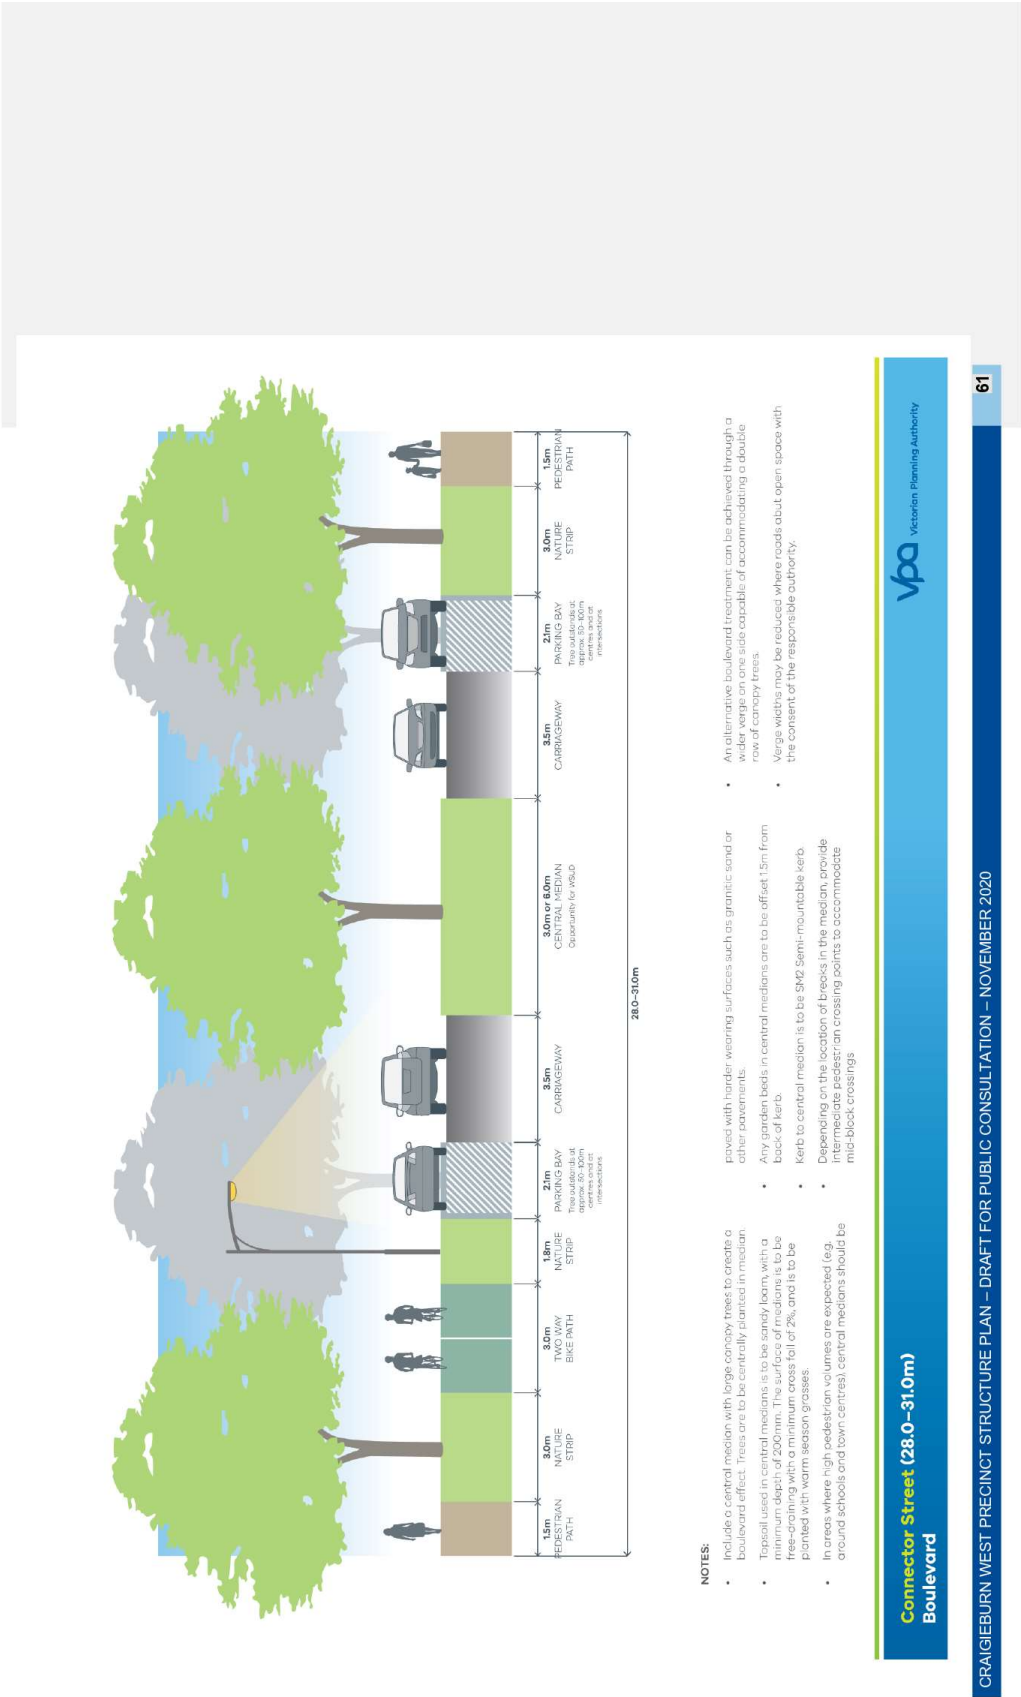 1.5m
PEDESTRIAN
PATH
3.0m
NATURE
STRIP
3.0m
TWO WAY
BIKE PATH
1.8m
NATURE
STRIP
2.1m
PARKING BAY
Tree outstands at
approx. 50-100m
centres and at
intersections
3.5m
CARRIAGEWAY
3.0m or 6.0m
CENTRAL MEDIAN
Opportunity for WSUD
3.5m
CARRIAGEWAY
2.1m
PARKING BAY
Tree outstands at
approx. 50-100m
centres and at
intersections
3.0m
NATURE
STRIP
1.5m
PEDESTRIAN
PATH
28.0–31.0m
NOTES:
• Include a central median with large canopy trees to create a
boulevard effect. Trees are to be centrally planted in median.
• Topsoil used in central medians is to be sandy loam, with a
minimum depth of 200mm. The surface of medians is to be
free-draining with a minimum cross fall of 2%, and is to be
planted with warm season grasses.
• In areas where high pedestrian volumes are expected (e.g.
around schools and town centres), central medians should be
paved with harder wearing surfaces such as granitic sand or
other pavements.
• Any garden beds in central medians are to be offset 1.5m from
back of kerb.
• Kerb to central median is to be SM2 Semi-mountable kerb.
• Depending on the location of breaks in the median, provide
intermediate pedestrian crossing points to accommodate
mid-block crossings
• An alternative boulevard treatment can be achieved through a
wider verge on one side capable of accommodating a double
row of canopy trees.
• Verge widths may be reduced where roads abut open space with
the consent of the responsible authority.
Connector Street (28.0–31.0m)
Boulevard
vpa Victorian Planning Authority
CRAIGIEBURN WEST PRECINCT STRUCTURE PLAN – DRAFT FOR PUBLIC CONSULTATION – NOVEMBER 2020
61